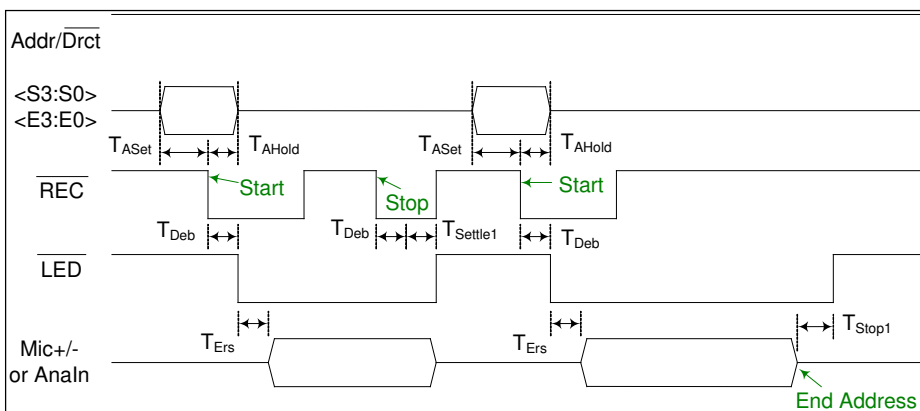 Addr/Drct
<S3:S0>
<E3:E0>
TASet
TAHold
TASet
TAHold
REC
Start
Stop
Start
TDeb
TDeb
TSettle1
TDeb
LED
TErs
TErs
TStop1
Mic+/-
or AnaIn
End Address